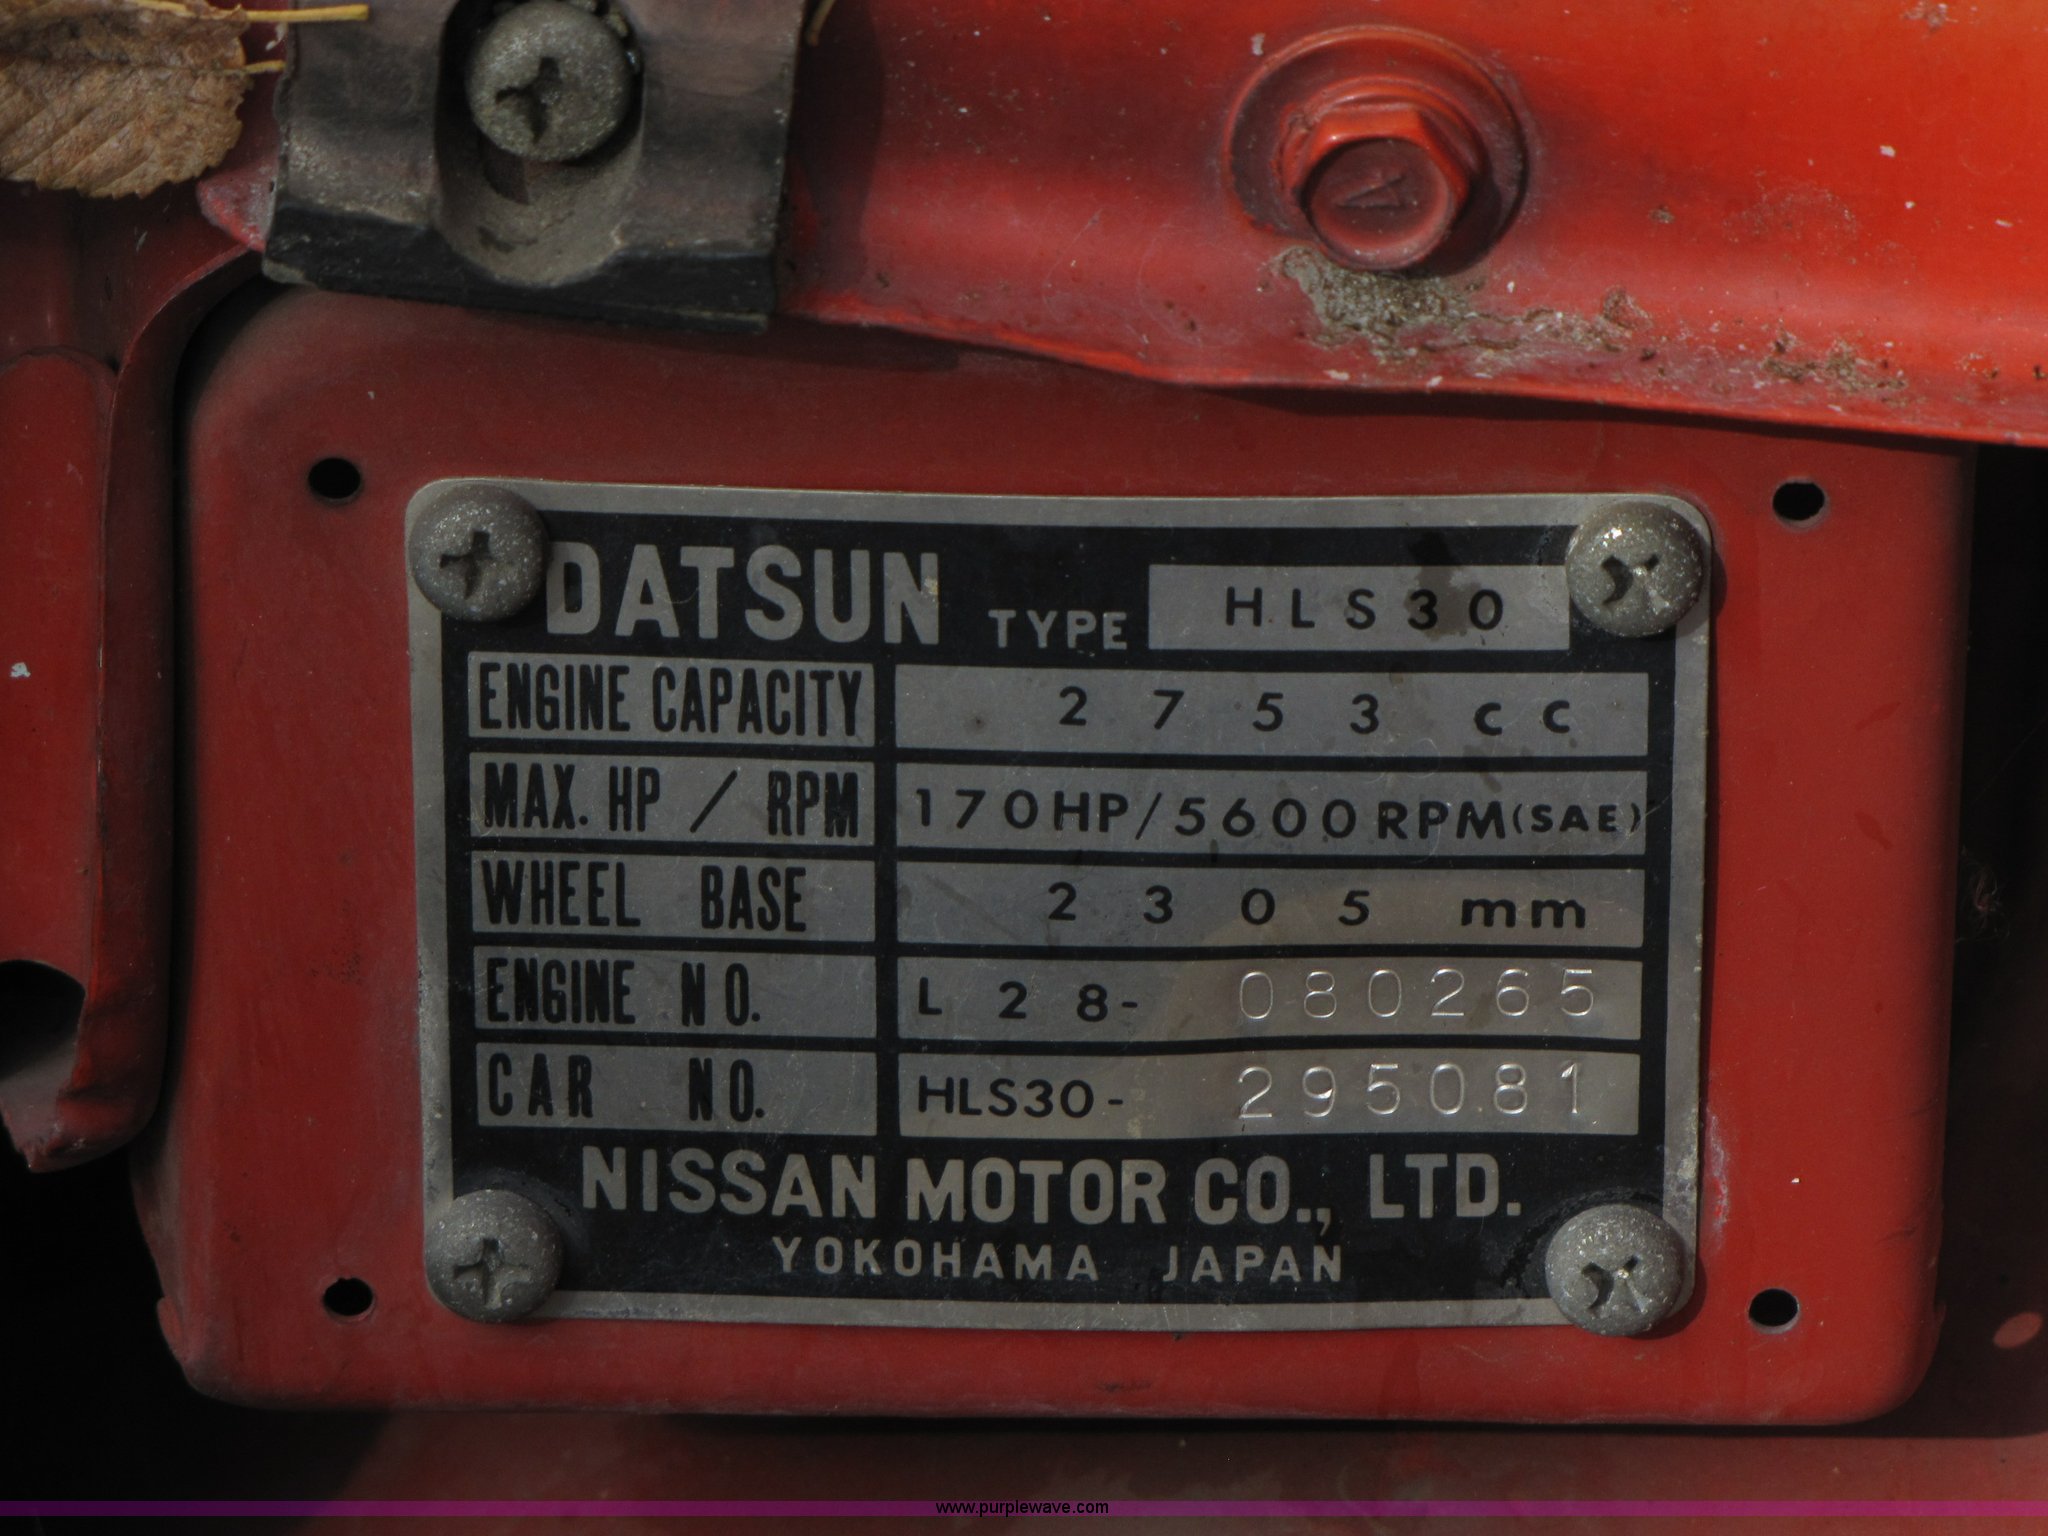 DATSUN TYPE HLS30
ENGINE CAPACITY 2753 cc
MAX. HP / RPM 170HP/5600RPM(SAE)
WHEEL BASE 2305 mm
ENGINE NO. L28- 080265
CAR NO. HLS30- 295081
NISSAN MOTOR CO., LTD.
YOKOHAMA JAPAN
www.purplewave.com